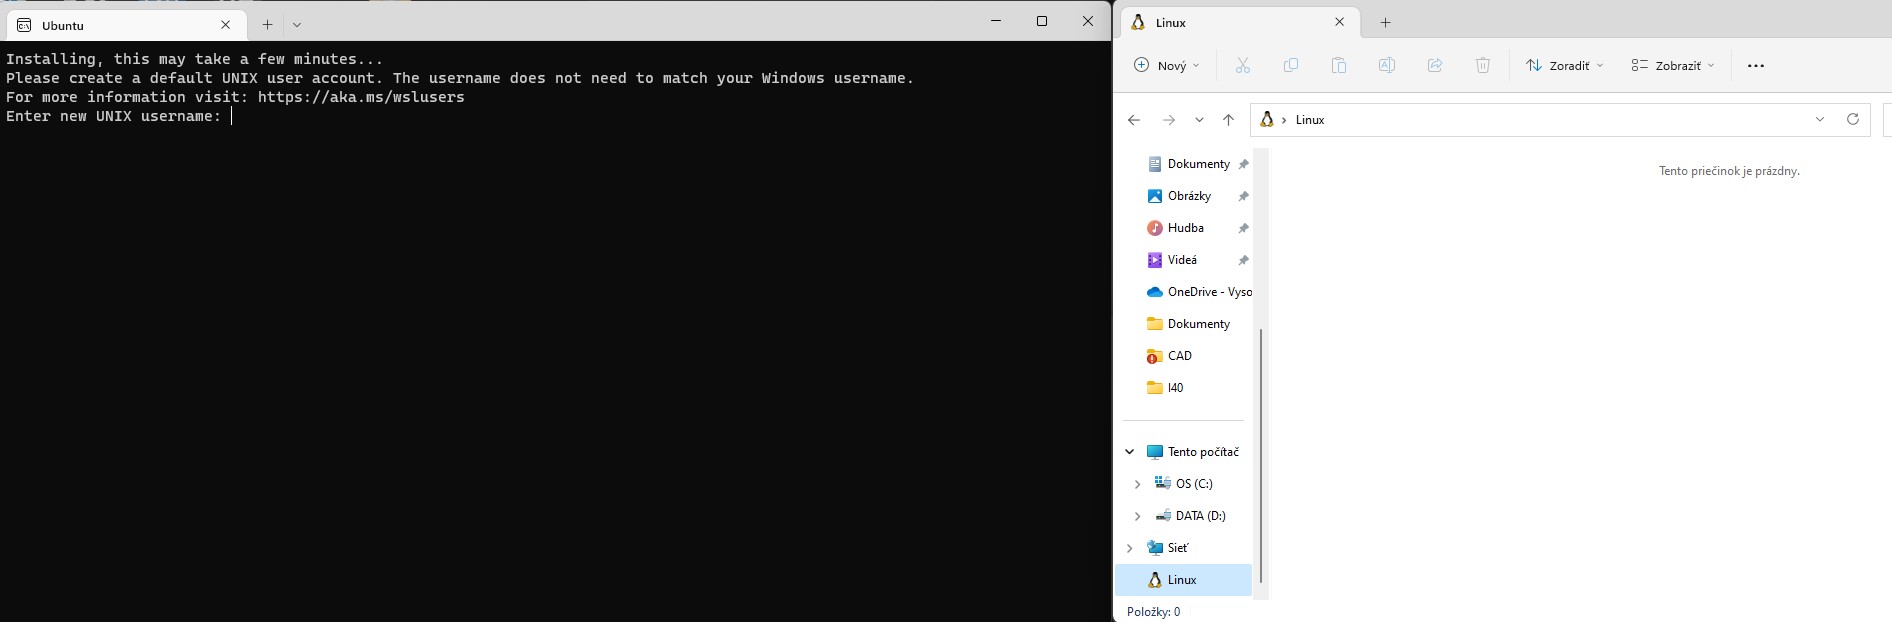 Ubuntu
Installing, this may take a few minutes...
Please create a default UNIX user account. The username does not need to match your Windows username.
For more information visit: https://aka.ms/wslusers
Enter new UNIX username:
Linux
Nový
Zoradiť
Zobraziť
Linux
Dokumenty
Obrázky
Hudba
Videá
OneDrive - Vyso
Dokumenty
CAD
I40
Tento počítač
OS (C:)
DATA (D:)
Sieť
Linux
Tento priečinok je prázdny.
Položky: 0